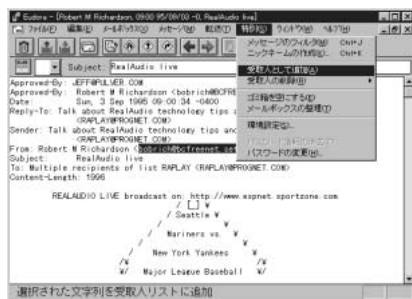 Eudora - [Robert M Richardson, 09:00 95/09/03 -0, RealAudio live]
ファイル(F) 編集(E) メールボックス(X) メッセージ(M) 転送(T) 特殊(S) ウィンドウ(W) ヘルプ(H)
Subject: RealAudio live
メッセージのフィルタ(M) Ctrl+J
ニックネームの作成(K)... Ctrl+K
受取人として追加(A)
受取人の削除(R)
ゴミ箱を空にする(E)
メールボックスの整理(T)
環境設定(S)...
パスワードの変更(H)...
Approved-By: JEFF@PULVER.COM
Approved-By: Robert M Richardson <bobrich@BCFRE
Date: Sun, 3 Sep 1995 09:00:34 -0400
Reply-To: Talk about RealAudio technology tips a
<RAPLAY@PROGNET.COM>
Sender: Talk about RealAudio technology tips and
<RAPLAY@PROGNET.COM>
From: Robert M Richardson <bobrich@bcfreenet.sef
Subject: RealAudio live
To: Multiple recipients of list RAPLAY <RAPLAY@PROGNET.COM>
Content-Length: 1996
REALAUDIO LIVE broadcast on: http://www.espnet.sportzone.com
/ [_] ¥
/ Seattle ¥
/ Mariners vs. ¥
/ New York Yankees ¥
/¥ /¥
¥/ Major League Baseball ¥/
選択された文字列を受取人リストに追加